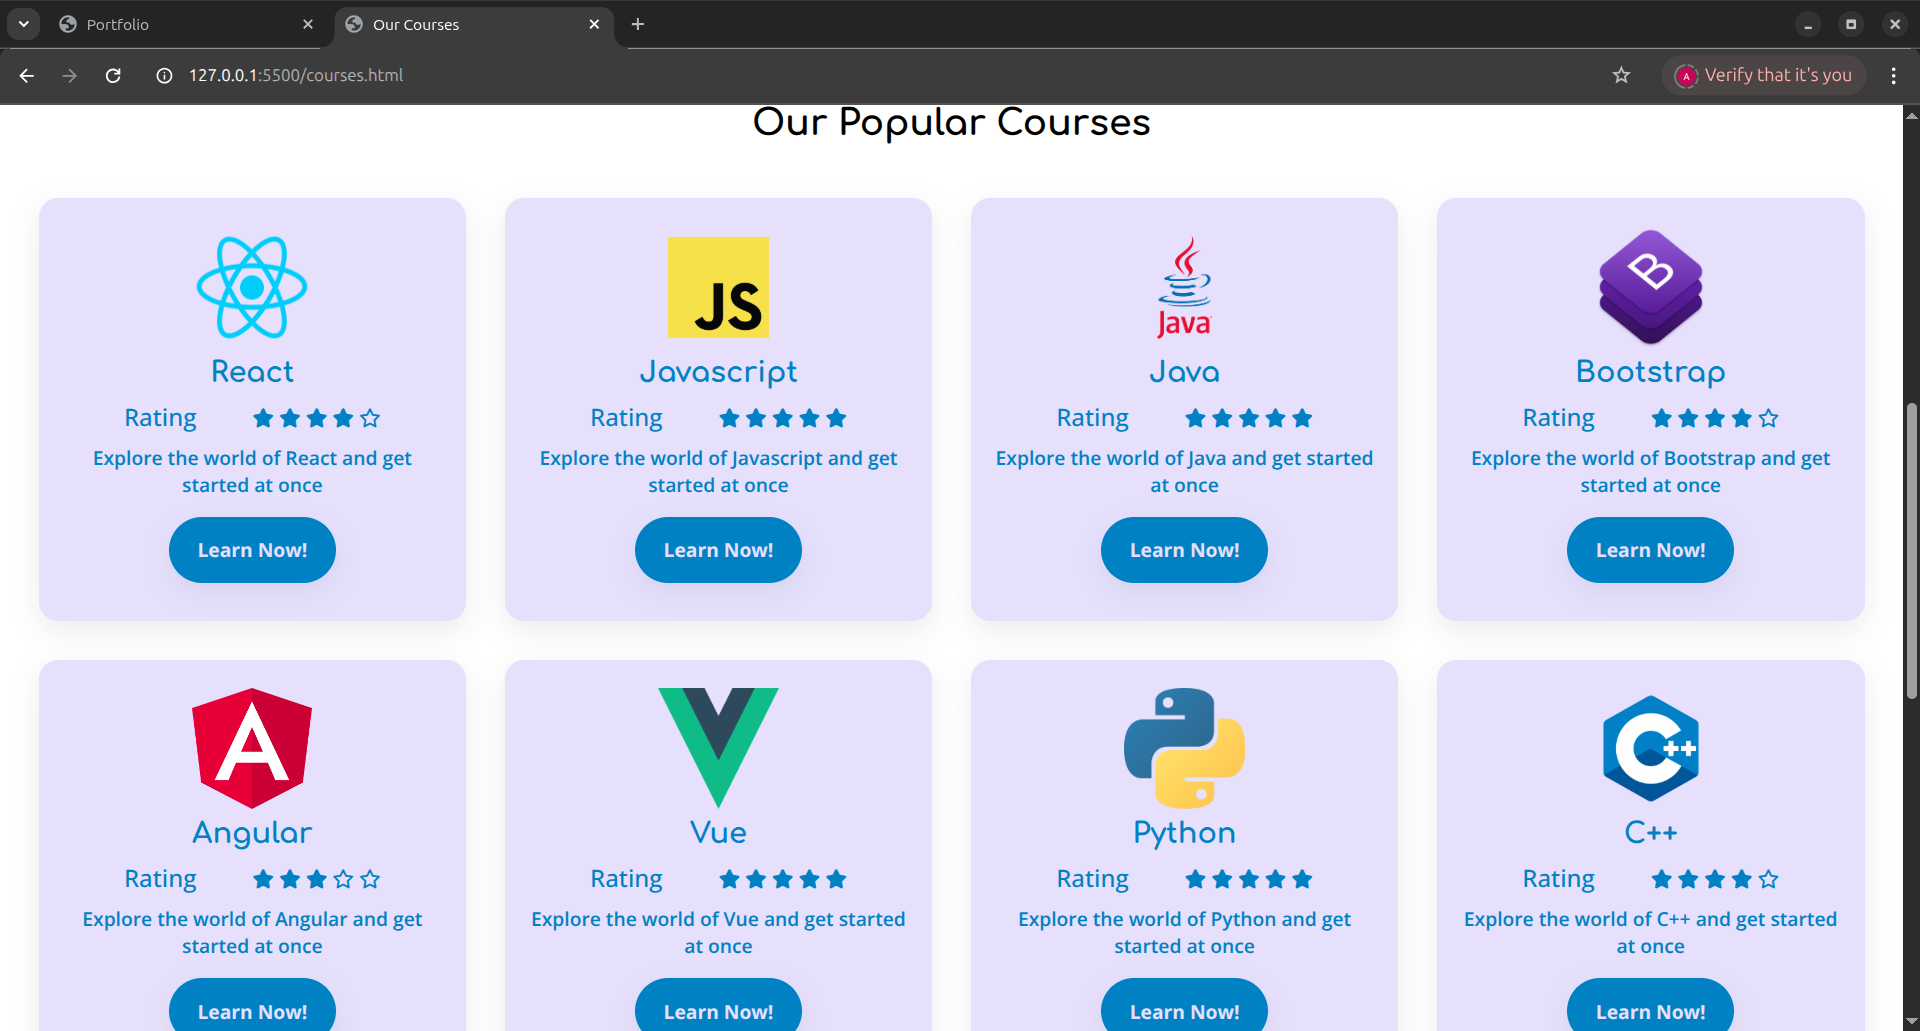 Portfolio
Our Courses
127.0.0.1:5500/courses.html
A
Verify that it's you
Our Popular Courses
JS
Java
B
React
Javascript
Java
Bootstrap
Rating
Rating
Rating
Rating
Explore the world of React and get
started at once
Explore the world of Javascript and get
started at once
Explore the world of Java and get started
at once
Explore the world of Bootstrap and get
started at once
Learn Now!
Learn Now!
Learn Now!
Learn Now!
A
C++
Angular
Vue
Python
C++
Rating
Rating
Rating
Rating
Explore the world of Angular and get
started at once
Explore the world of Vue and get started
at once
Explore the world of Python and get
started at once
Explore the world of C++ and get started
at once
Learn Now!
Learn Now!
Learn Now!
Learn Now!